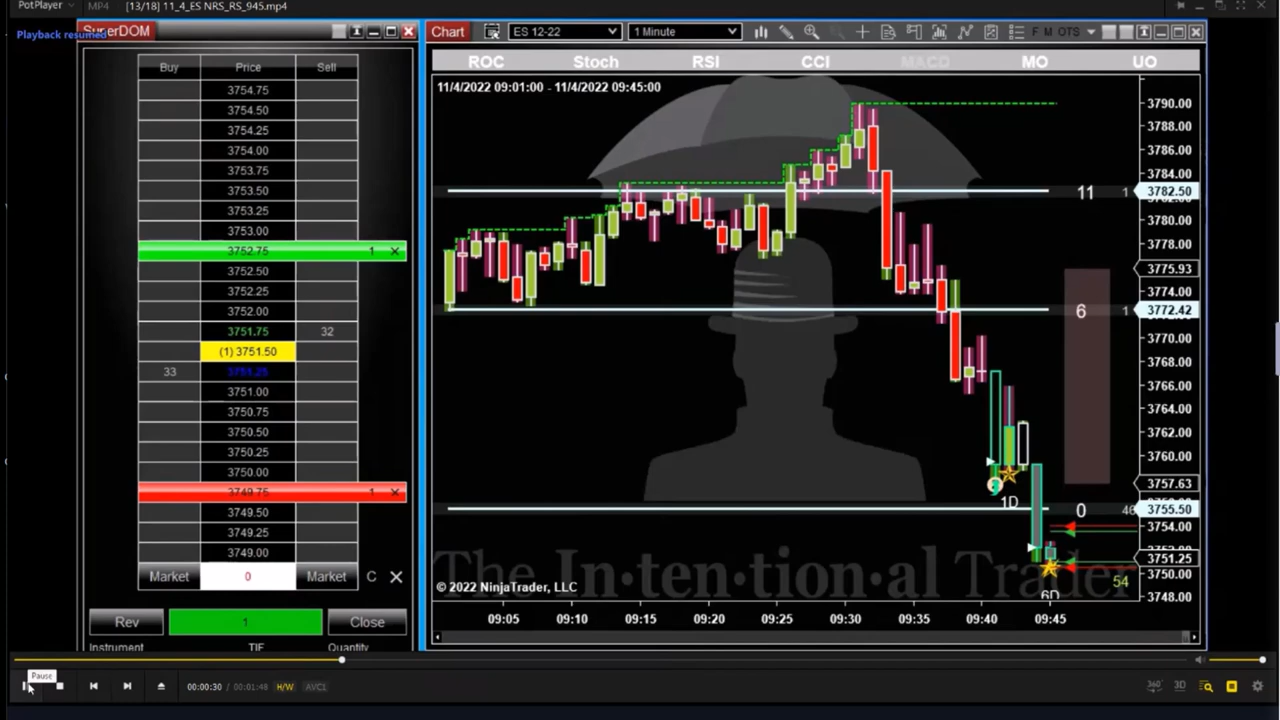 PotPlayer MP4 [13/18] 11_4_ES NRS_RS_945.mp4
Playback resumed
SuperDOM
Buy Price Sell
3754.75
3754.50
3754.25
3754.00
3753.75
3753.50
3753.25
3753.00
3752.75 1
3752.50
3752.25
3752.00
3751.75 32
(1) 3751.50
33 3751.25
3751.00
3750.75
3750.50
3750.25
3750.00
3749.75 1
3749.50
3749.25
3749.00
Market 0 Market C
Rev 1 Close
Instrument TIF Quantity
Chart ES 12-22 1 Minute F M OTS
ROC Stoch RSI CCI MACD MO UO
11/4/2022 09:01:00 - 11/4/2022 09:45:00
3790.00
3788.00
3786.00
3784.00
11 1 3782.50
3780.00
3778.00
3775.93
3774.00
6 1 3772.42
3770.00
3768.00
3766.00
3764.00
3762.00
3760.00
3757.63
1D
0 46 3755.50
3754.00
3751.25
3750.00
3748.00
54
6D
The In·ten·tion·al Trader
© 2022 NinjaTrader, LLC
09:05 09:10 09:15 09:20 09:25 09:30 09:35 09:40 09:45
Pause
00:00:30 / 00:01:48 H/W AVC1
360° 3D